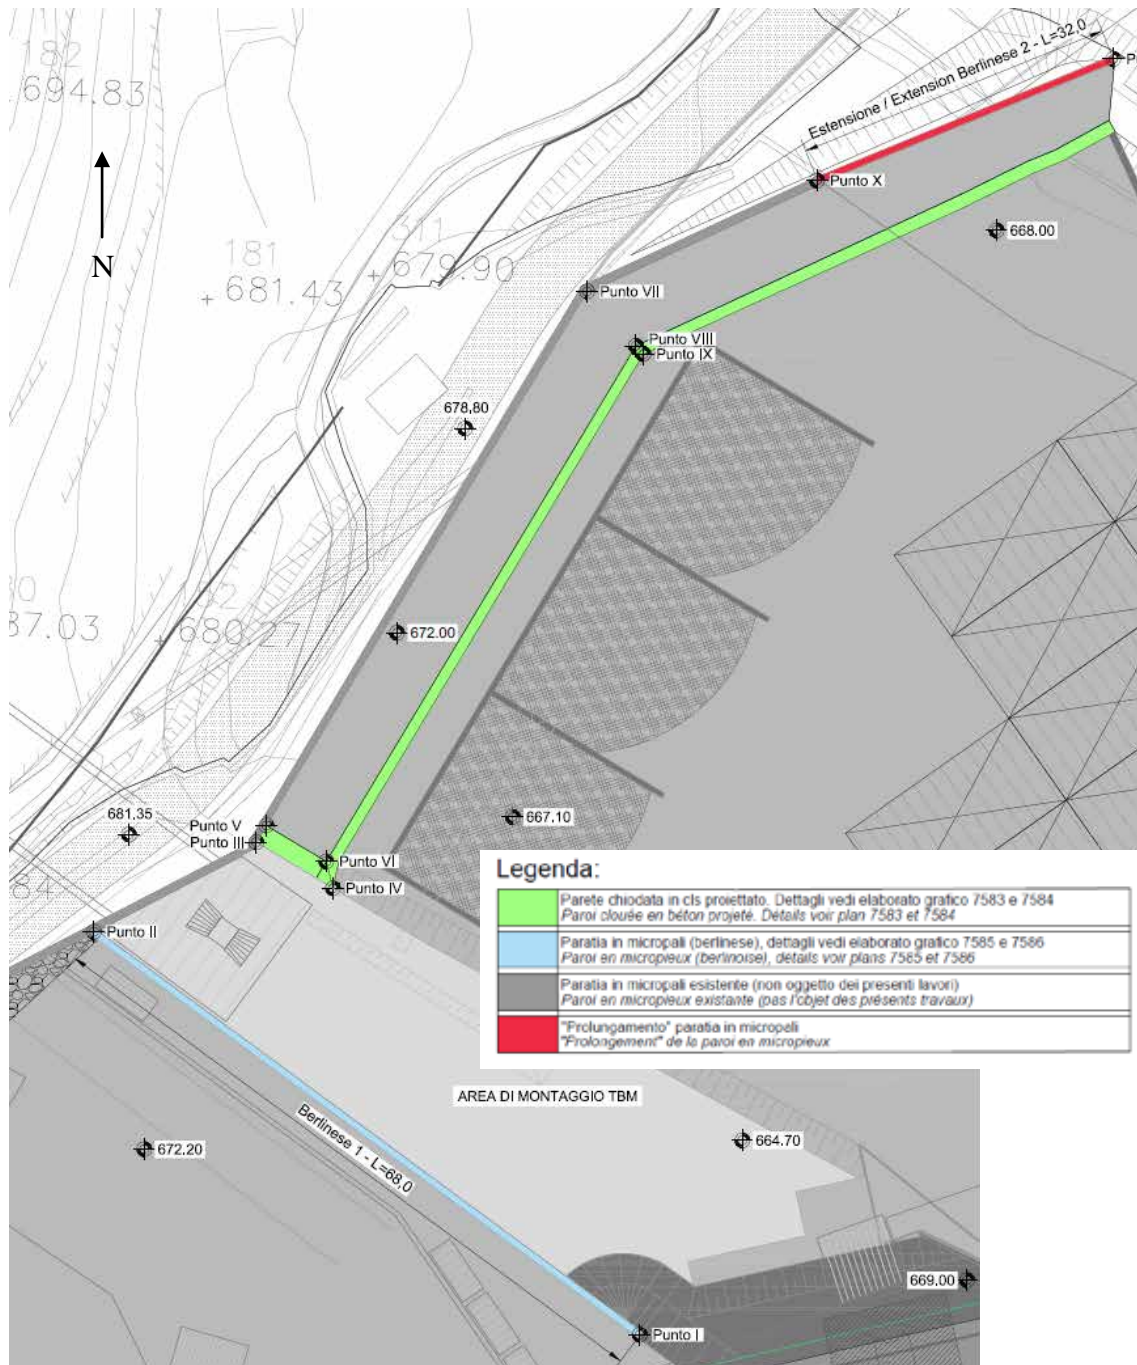 182
694.83
Estensione / Extension Berlinese 2 - L=32,0
Punto X
N
181
+ 681.43
311
+ 679.90
668.00
Punto VII
Punto VIII
Punto IX
678,80
87.03
+ 680.27
672.00
681.35
Punto V
Punto III
667.10
Punto VI
Punto IV
84
Punto II
Legenda:
Parete chiodata in cls proiettato. Dettagli vedi elaborato grafico 7583 e 7584
Paroi clouée en béton projeté. Détails voir plan 7583 et 7584
Paratia in micropali (berlinese), dettagli vedi elaborato grafico 7585 e 7586
Paroi en micropieux (berlinoise), détails voir plans 7585 et 7586
Paratia in micropali esistente (non oggetto dei presenti lavori)
Paroi en micropieux existante (pas l'objet des présents travaux)
"Prolungamento" paratia in micropali
"Prolongement" de la paroi en micropieux
AREA DI MONTAGGIO TBM
Berlinese 1 - L=68,0
672.20
664.70
669.00
Punto I